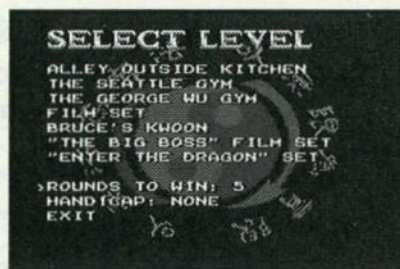 SELECT LEVEL
ALLEY OUTSIDE KITCHEN
THE SEATTLE GYM
THE GEORGE WU GYM
FILM SET
BRUCE'S KWOON
"THE BIG BOSS" FILM SET
"ENTER THE DRAGON" SET
>ROUNDS TO WIN; 5
HANDICAP: NONE
EXIT